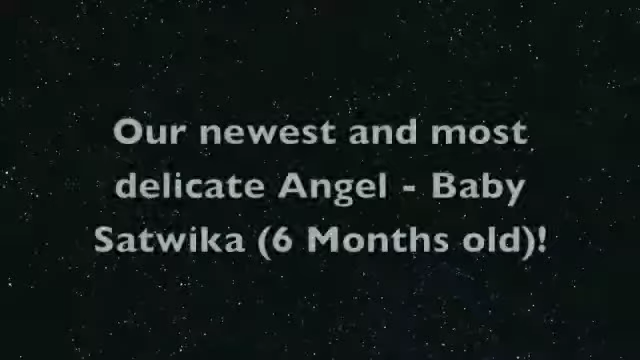 Our newest and most
delicate Angel - Baby
Satwika (6 Months old)!